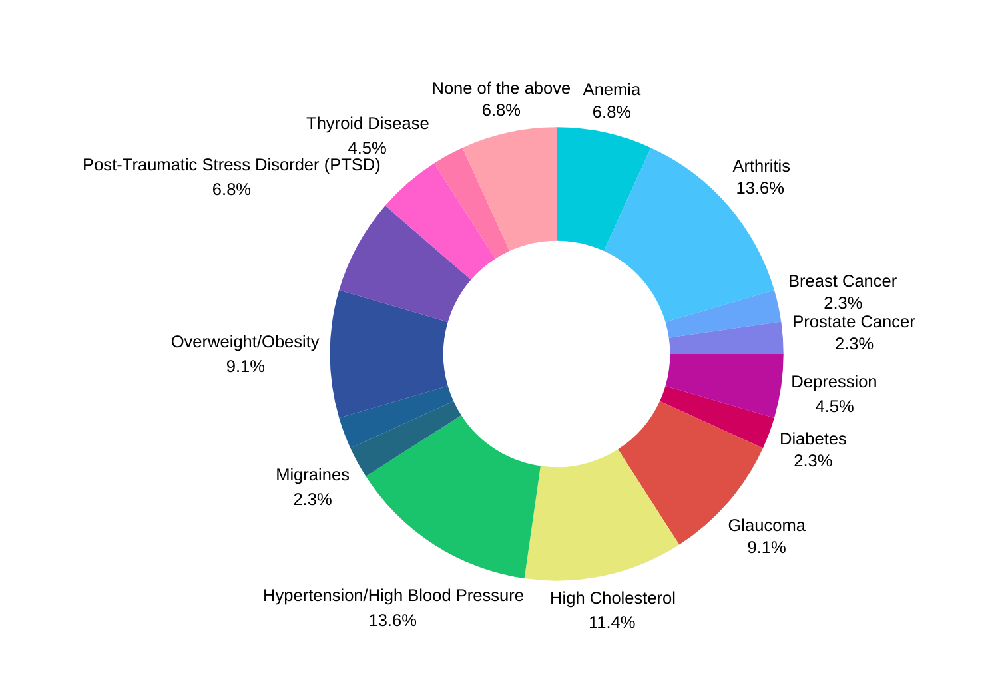 None of the above
6.8%
Anemia
6.8%
Thyroid Disease
4.5%
Post-Traumatic Stress Disorder (PTSD)
6.8%
Arthritis
13.6%
Breast Cancer
2.3%
Prostate Cancer
2.3%
Overweight/Obesity
9.1%
Depression
4.5%
Diabetes
2.3%
Migraines
2.3%
Glaucoma
9.1%
Hypertension/High Blood Pressure
13.6%
High Cholesterol
11.4%